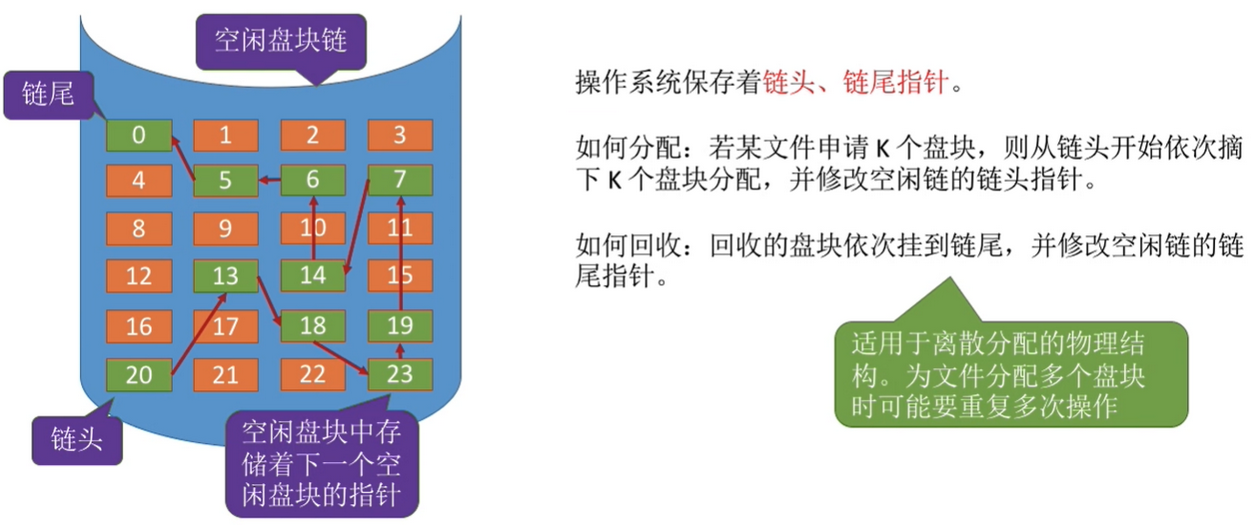 空闲盘块链
链尾
0 1 2 3
4 5 6 7
8 9 10 11
12 13 14 15
16 17 18 19
20 21 22 23
链头
空闲盘块中存
储着下一个空
闲盘块的指针
操作系统保存着链头、链尾指针。
如何分配：若某文件申请 K 个盘块，则从链头开始依次摘
下 K 个盘块分配，并修改空闲链的链头指针。
如何回收：回收的盘块依次挂到链尾，并修改空闲链的链
尾指针。
适用于离散分配的物理结
构。为文件分配多个盘块
时可能要重复多次操作